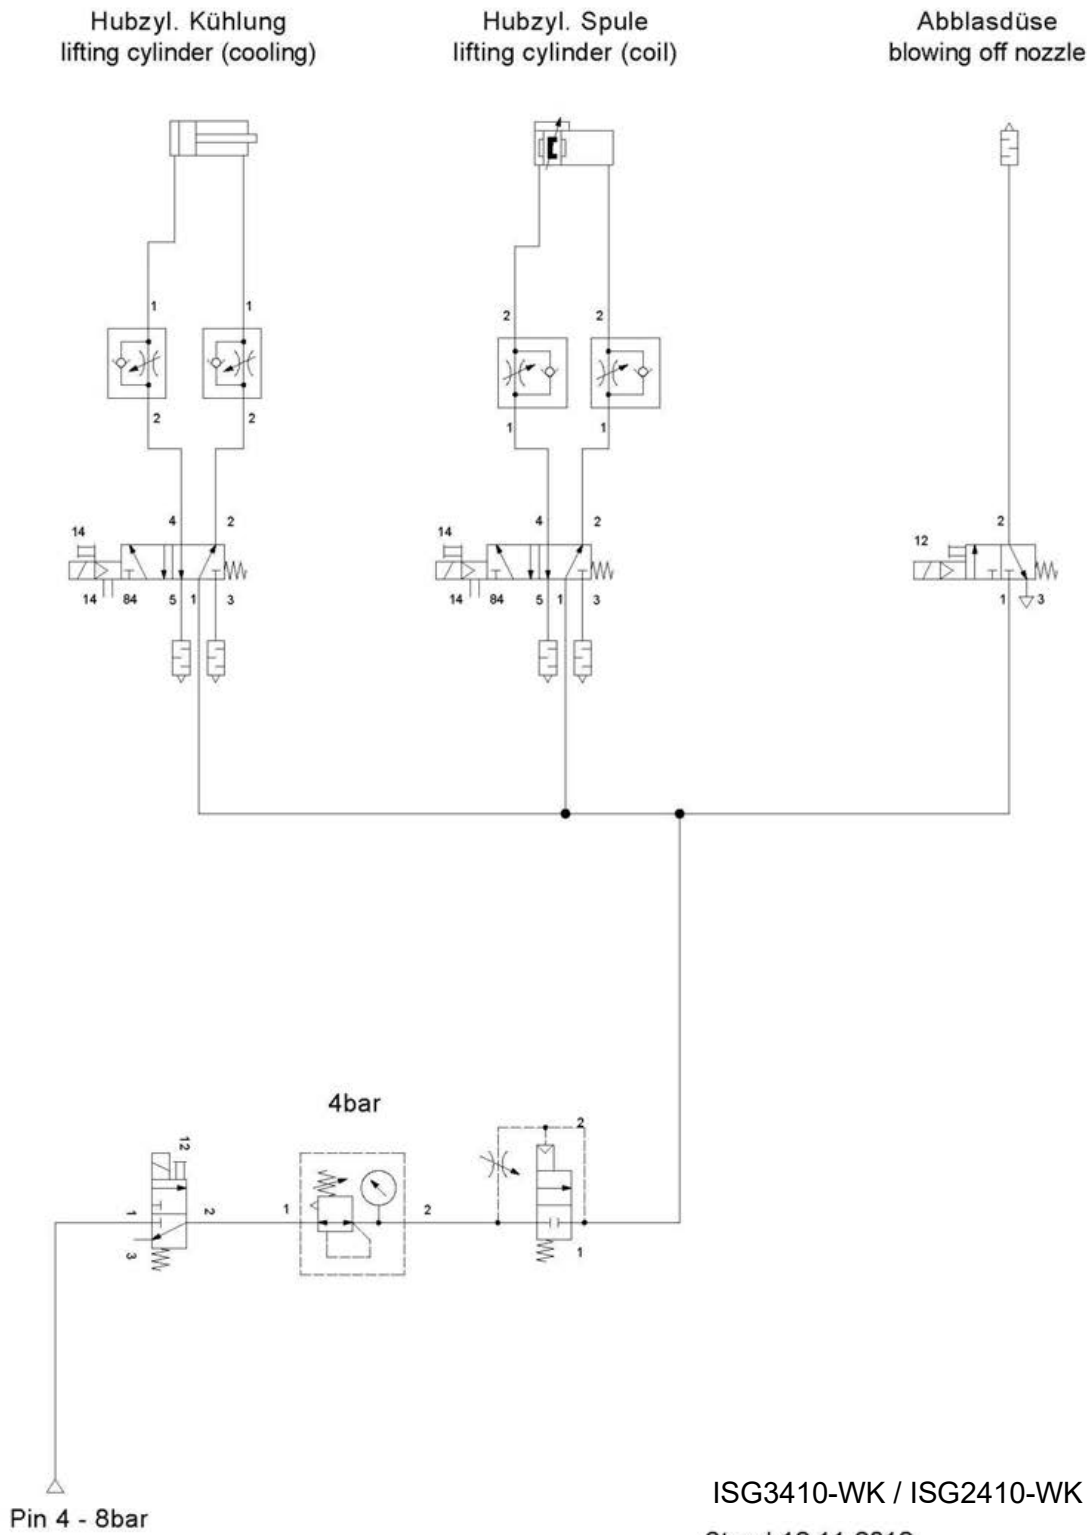 Hubzyl. Kühlung
lifting cylinder (cooling)
Hubzyl. Spule
lifting cylinder (coil)
Abblasdüse
blowing off nozzle
1 1
2 2
2 2
1 1
14 4 2
14 84 5 1 3
14 4 2
14 84 5 1 3
12 2
1 3
4bar
12
1 2
3
1 2
2
1
Pin 4 - 8bar
ISG3410-WK / ISG2410-WK